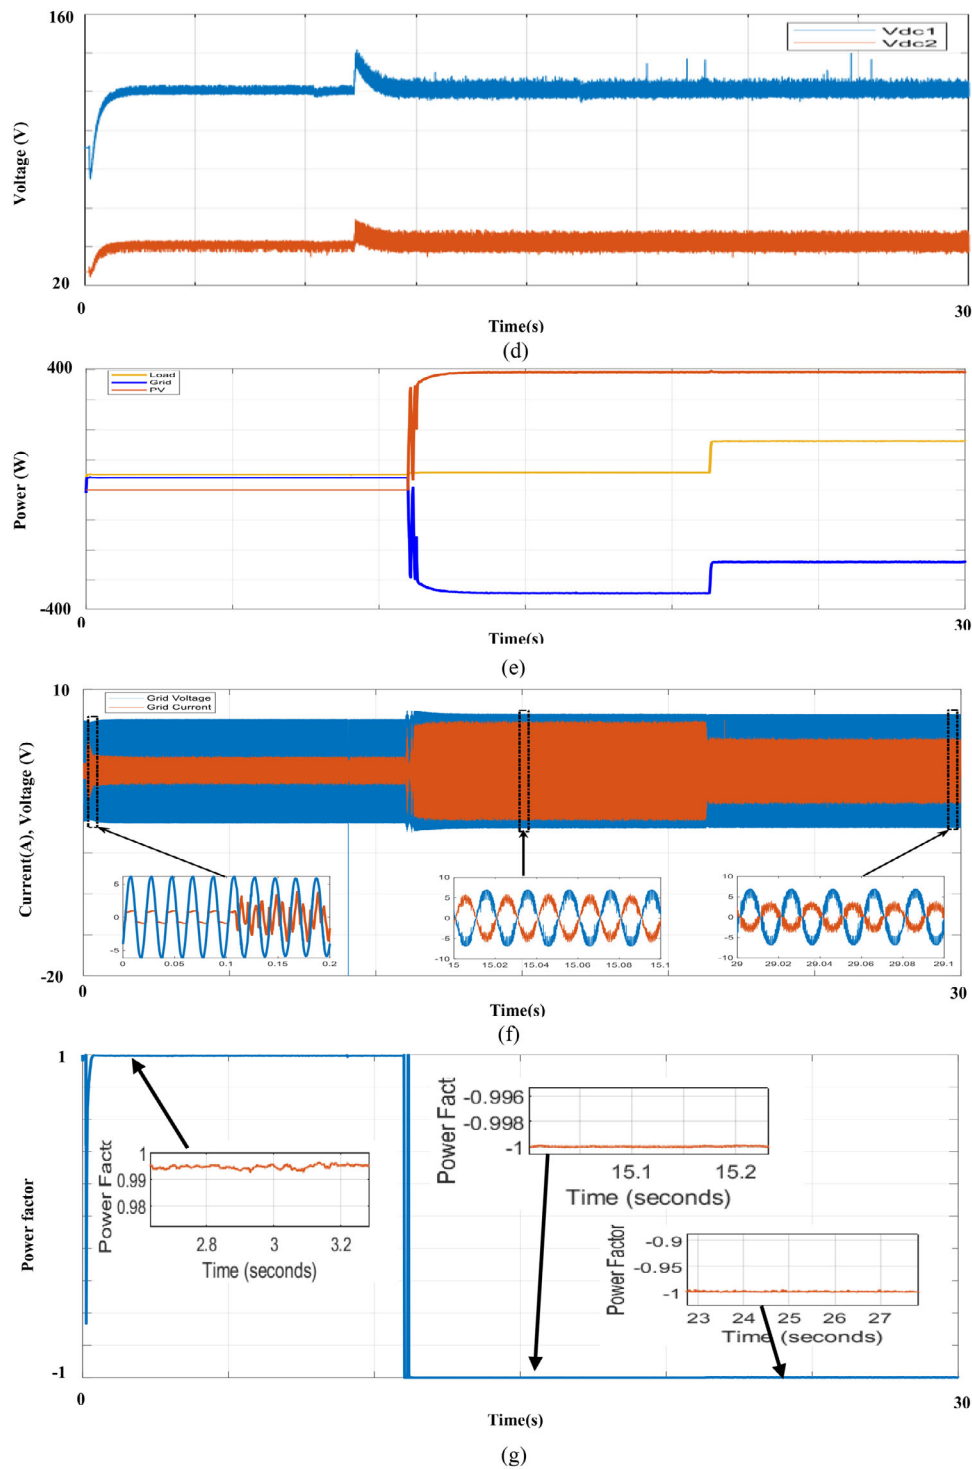 160
Vdc1
Vdc2
Voltage (V)
20
0
30
Time(s)
(d)
400
Load
Grid
PV
Power (W)
-400
0
30
Time(s)
(e)
10
Grid Voltage
Grid Current
Current(A), Voltage (V)
5
0
-5
0
0.05
0.1
0.15
0.2
10
5
0
-5
-10
15
15.02
15.04
15.06
15.08
15.1
10
5
0
-5
-10
29
29.02
29.04
29.06
29.08
29.1
-20
0
30
Time(s)
(f)
1
Power factor
Power Facto
1
0.99
0.98
2.8
3
3.2
Time (seconds)
Power Fact
-0.996
-0.998
-1
15.1
15.2
Time (seconds)
Power Factor
-0.9
-0.95
-1
23
24
25
26
27
Time (seconds)
-1
0
30
Time(s)
(g)